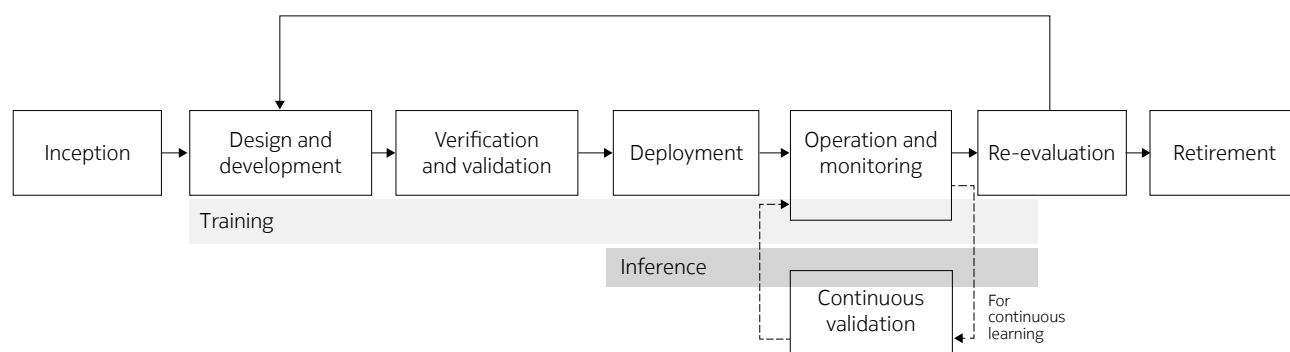 Inception
Design and
development
Verification
and validation
Deployment
Operation and
monitoring
Re-evaluation
Retirement
Training
Inference
Continuous
validation
For
continuous
learning